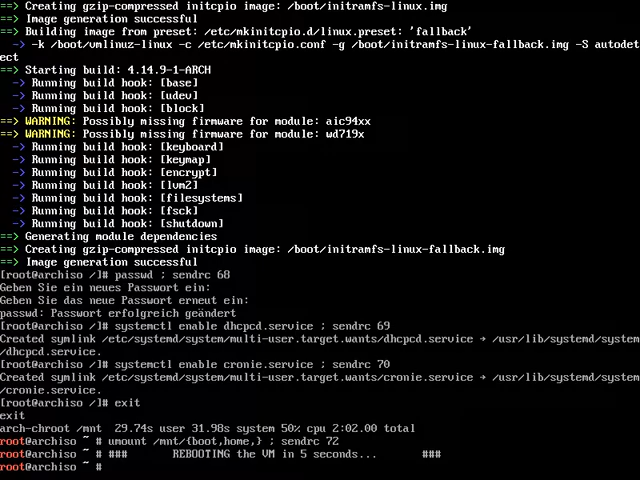 ==> Creating gzip-compressed initcpio image: /boot/initramfs-linux.img
==> Image generation successful
==> Building image from preset: /etc/mkinitcpio.d/linux.preset: 'fallback'
  -> -k /boot/vmlinuz-linux -c /etc/mkinitcpio.conf -g /boot/initramfs-linux-fallback.img -S autodet
ect
==> Starting build: 4.14.9-1-ARCH
  -> Running build hook: [base]
  -> Running build hook: [udev]
  -> Running build hook: [block]
==> WARNING: Possibly missing firmware for module: aic94xx
==> WARNING: Possibly missing firmware for module: wd719x
  -> Running build hook: [keyboard]
  -> Running build hook: [keymap]
  -> Running build hook: [encrypt]
  -> Running build hook: [lvm2]
  -> Running build hook: [filesystems]
  -> Running build hook: [fsck]
  -> Running build hook: [shutdown]
==> Generating module dependencies
==> Creating gzip-compressed initcpio image: /boot/initramfs-linux-fallback.img
==> Image generation successful
[root@archiso /]# passwd ; sendrc 68
Geben Sie ein neues Passwort ein:
Geben Sie das neue Passwort erneut ein:
passwd: Passwort erfolgreich geändert
[root@archiso /]# systemctl enable dhcpcd.service ; sendrc 69
Created symlink /etc/systemd/system/multi-user.target.wants/dhcpcd.service → /usr/lib/systemd/system
/dhcpcd.service.
[root@archiso /]# systemctl enable cronie.service ; sendrc 70
Created symlink /etc/systemd/system/multi-user.target.wants/cronie.service → /usr/lib/systemd/system
/cronie.service.
[root@archiso /]# exit
exit
arch-chroot /mnt  29.74s user 31.98s system 50% cpu 2:02.00 total
root@archiso ~ # umount /mnt/{boot,home,} ; sendrc 72
root@archiso ~ # ###       REBOOTING the VM in 5 seconds...       ###
root@archiso ~ #